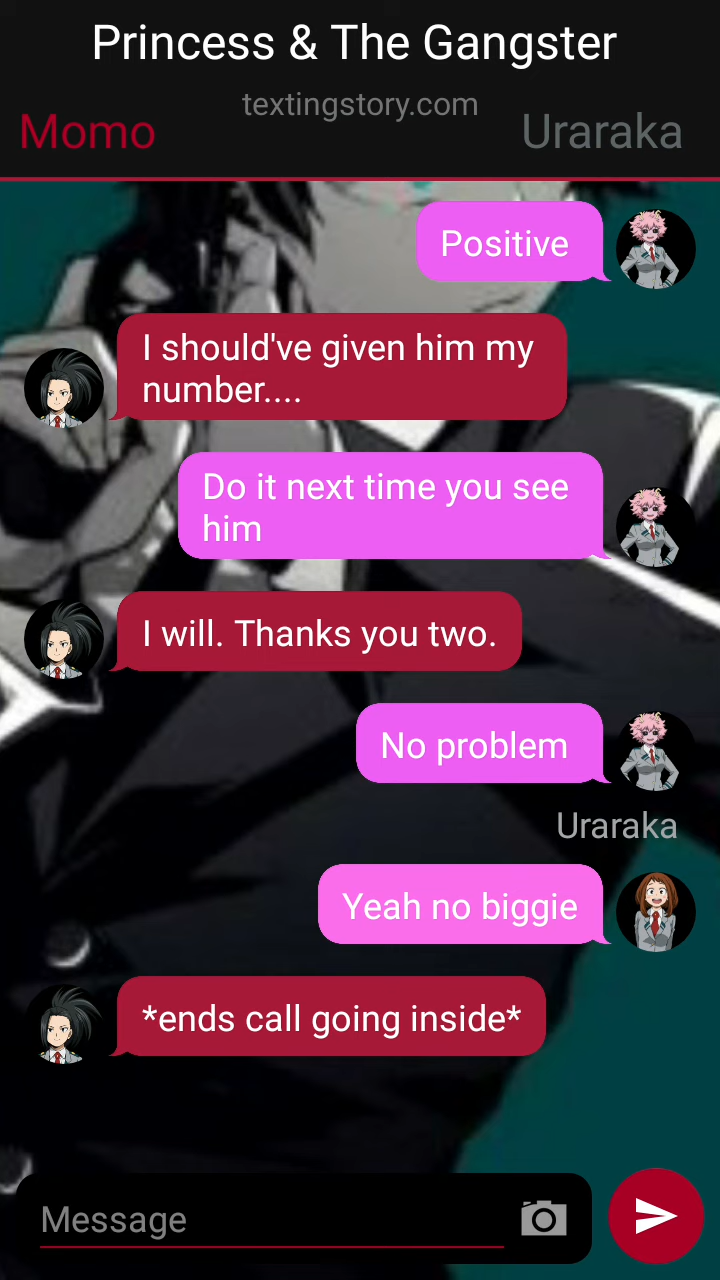 Princess & The Gangster
textingstory.com
Momo
Uraraka
Positive
I should've given him my
number....
Do it next time you see
him
I will. Thanks you two.
No problem
Uraraka
Yeah no biggie
*ends call going inside*
Message